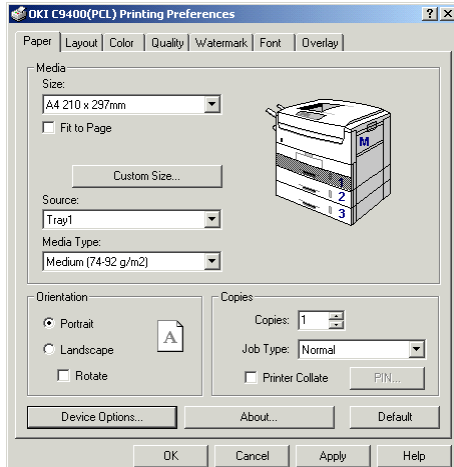 OKI C9400(PCL) Printing Preferences
Paper Layout Color Quality Watermark Font Overlay
Media
Size:
A4 210 x 297mm
Fit to Page
Custom Size...
Source:
Tray1
Media Type:
Medium (74-92 g/m2)
M
1
2
3
Orientation
Portrait
Landscape
Rotate
A
Copies
Copies: 1
Job Type: Normal
Printer Collate PIN...
Device Options... About... Default
OK Cancel Apply Help